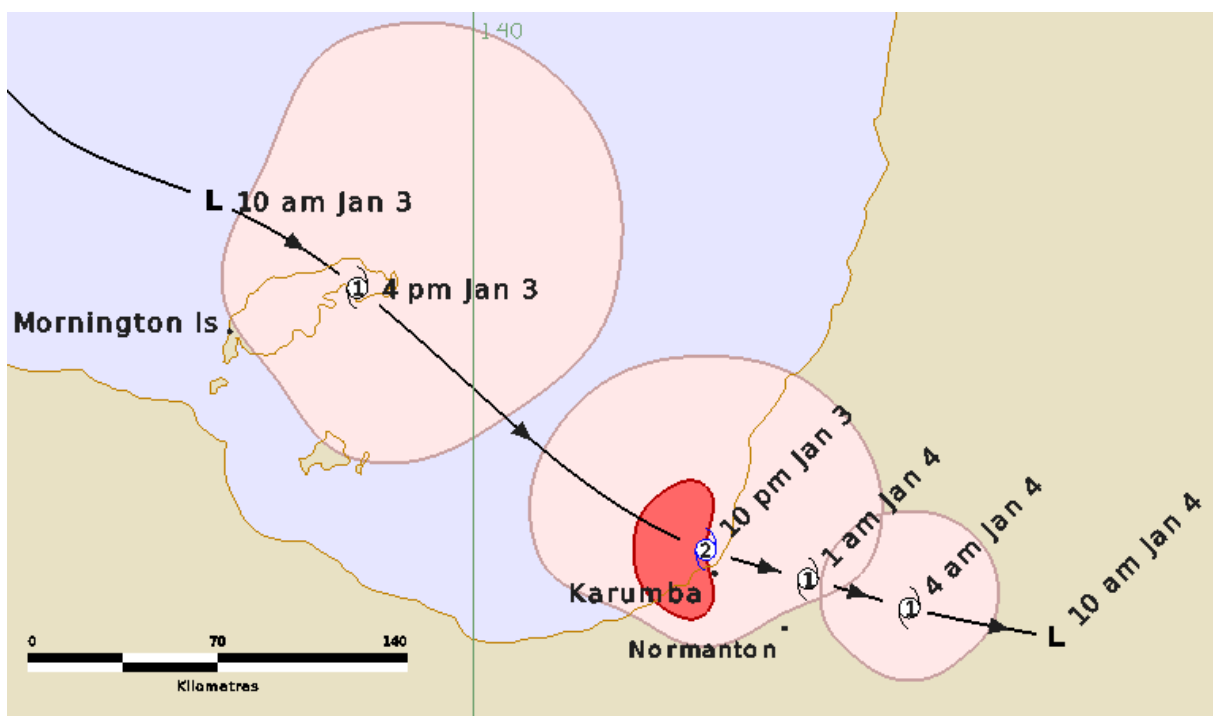 140
L 10 am Jan 3
1 4 pm Jan 3
Mornington Is
2 10 pm Jan 3
1 1 am Jan 4
1 4 am Jan 4
L 10 am Jan 4
Karumba
Normanton
0 70 140
Kilometres